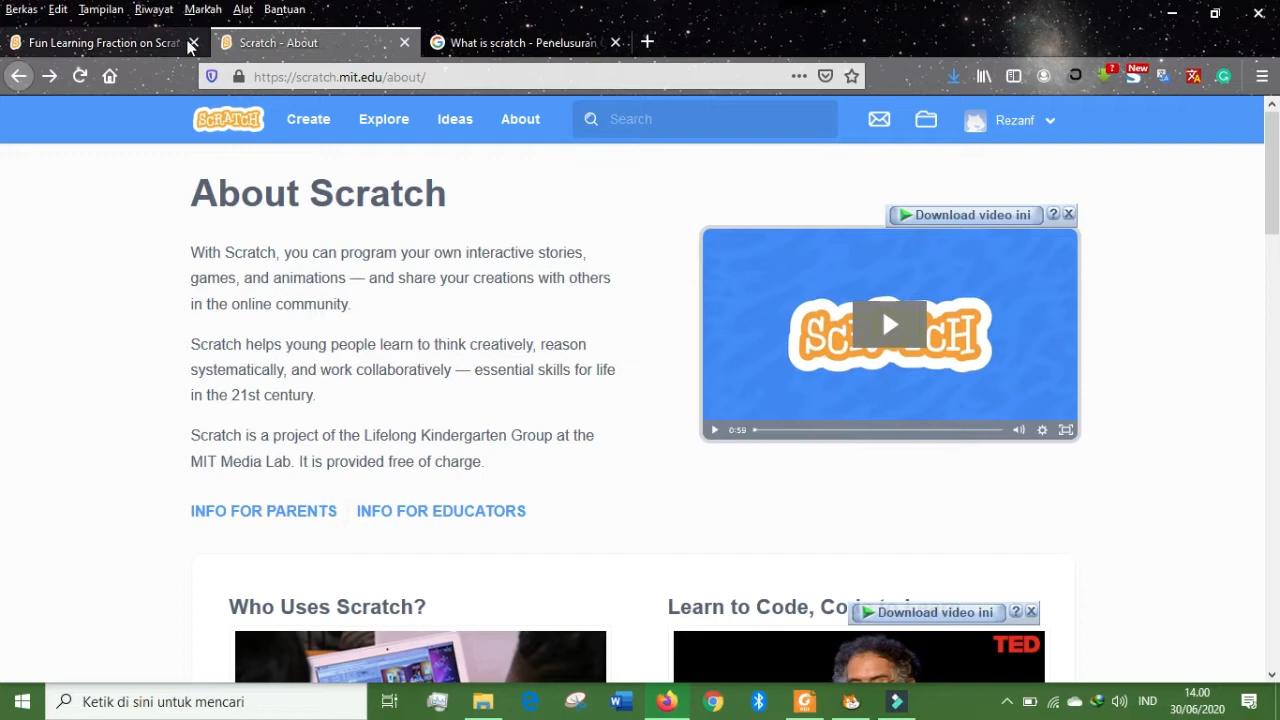 Berkas Edit Tampilan Riwayat Markah Alat Bantuan
Fun Learning Fraction on Scrat
Scratch - About
What is scratch - Penelusuran
https://scratch.mit.edu/about/
New
SCRATCH
Create
Explore
Ideas
About
Search
Rezanf
About Scratch
With Scratch, you can program your own interactive stories,
games, and animations — and share your creations with others
in the online community.
Scratch helps young people learn to think creatively, reason
systematically, and work collaboratively — essential skills for life
in the 21st century.
Scratch is a project of the Lifelong Kindergarten Group at the
MIT Media Lab. It is provided free of charge.
INFO FOR PARENTS
INFO FOR EDUCATORS
Download video ini
SCRATCH
0:59
Who Uses Scratch?
Learn to Code, Co
Download video ini
TED
Ketik di sini untuk mencari
IND
14.00
30/06/2020